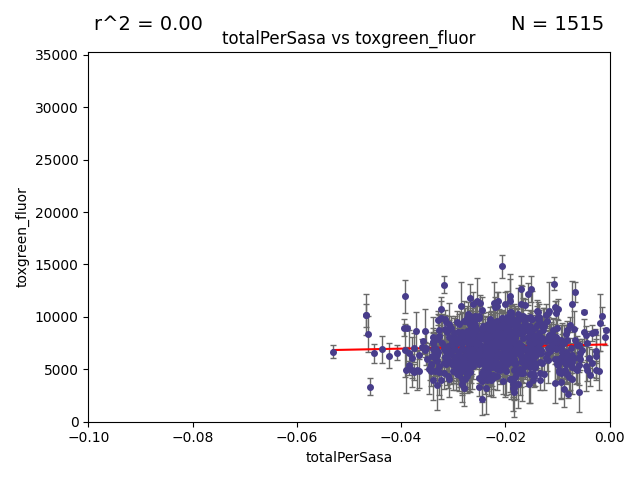 r^2 = 0.00
N = 1515
totalPerSasa vs toxgreen_fluor
35000
30000
25000
20000
15000
10000
5000
0
toxgreen_fluor
−0.10
−0.08
−0.06
−0.04
−0.02
0.00
totalPerSasa